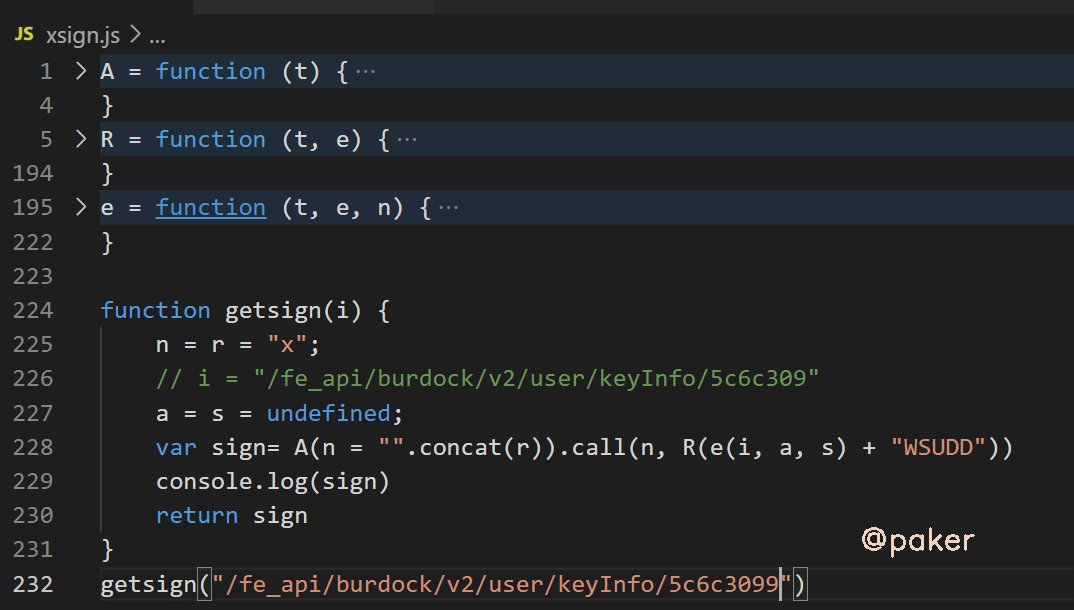 JS xsign.js > ...
1 > A = function (t) {···
4 }
5 > R = function (t, e) {···
194 }
195 > e = function (t, e, n) {···
222 }
223
224 function getsign(i) {
225 n = r = "x";
226 // i = "/fe_api/burdock/v2/user/keyInfo/5c6c309"
227 a = s = undefined;
228 var sign= A(n = "".concat(r)).call(n, R(e(i, a, s) + "WSUDD"))
229 console.log(sign)
230 return sign
231 }
@paker
232 getsign("/fe_api/burdock/v2/user/keyInfo/5c6c3099")